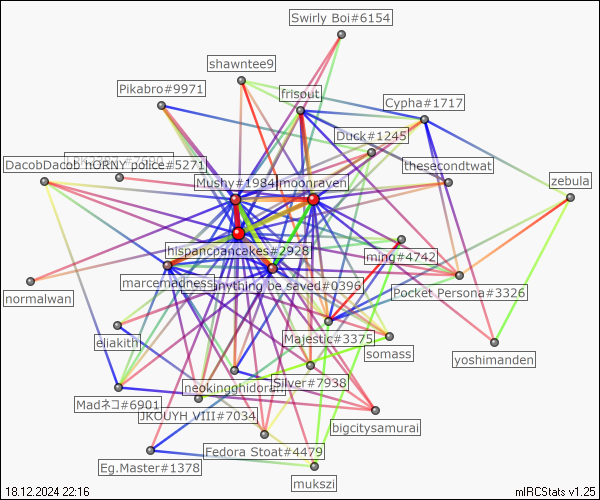 Swirly Boi#6154
shawntee9
Pikabro#9971
frisout
Cypha#1717
Duck#1245
DacobDacob hORNY police#5271
thesecondtwat
Mushy#1984
moonraven
zebula
hispancpancakes#2928
ming#4742
marcemadness
anything be saved#0396
Pocket Persona#3326
normalwan
Majestic#3375
eliakith
somass
yoshimanden
neokingghidorah
Silver#7938
Madネコ#6901
JKOUYH VIII#7034
bigcitysamurai
Fedora Stoat#4479
Eg.Master#1378
mukszi
18.12.2024 22:16
mIRCStats v1.25